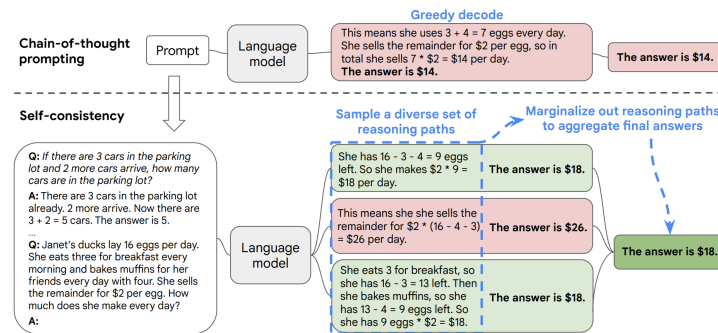 Greedy decode
Chain-of-thought
prompting
Prompt
Language
model
This means she uses 3 + 4 = 7 eggs every day.
She sells the remainder for $2 per egg, so in
total she sells 7 * $2 = $14 per day.
The answer is $14.
The answer is $14.
Self-consistency
Sample a diverse set of
reasoning paths
Marginalize out reasoning paths
to aggregate final answers
Q: If there are 3 cars in the parking
lot and 2 more cars arrive, how many
cars are in the parking lot?
A: There are 3 cars in the parking lot
already. 2 more arrive. Now there are
3 + 2 = 5 cars. The answer is 5.
...
Q: Janet's ducks lay 16 eggs per day.
She eats three for breakfast every
morning and bakes muffins for her
friends every day with four. She sells
the remainder for $2 per egg. How
much does she make every day?
A:
Language
model
She has 16 - 3 - 4 = 9 eggs
left. So she makes $2 * 9 =
$18 per day.
The answer is $18.
This means she she sells the
remainder for $2 * (16 - 4 - 3)
= $26 per day.
The answer is $26.
She eats 3 for breakfast, so
she has 16 - 3 = 13 left. Then
she bakes muffins, so she
has 13 - 4 = 9 eggs left. So
she has 9 eggs * $2 = $18.
The answer is $18.
The answer is $18.